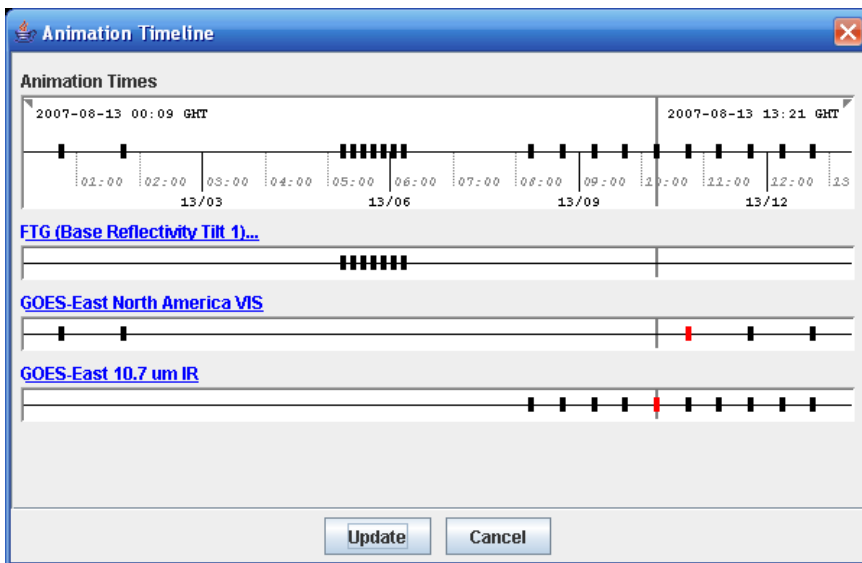 Animation Timeline
Animation Times
2007-08-13 00:09 GMT 2007-08-13 13:21 GMT
01:00 02:00 03:00 04:00 05:00 06:00 07:00 08:00 09:00 10:00 11:00 12:00 13
13/03 13/06 13/09 13/12
FTG (Base Reflectivity Tilt 1)...
GOES-East North America VIS
GOES-East 10.7 um IR
Update Cancel